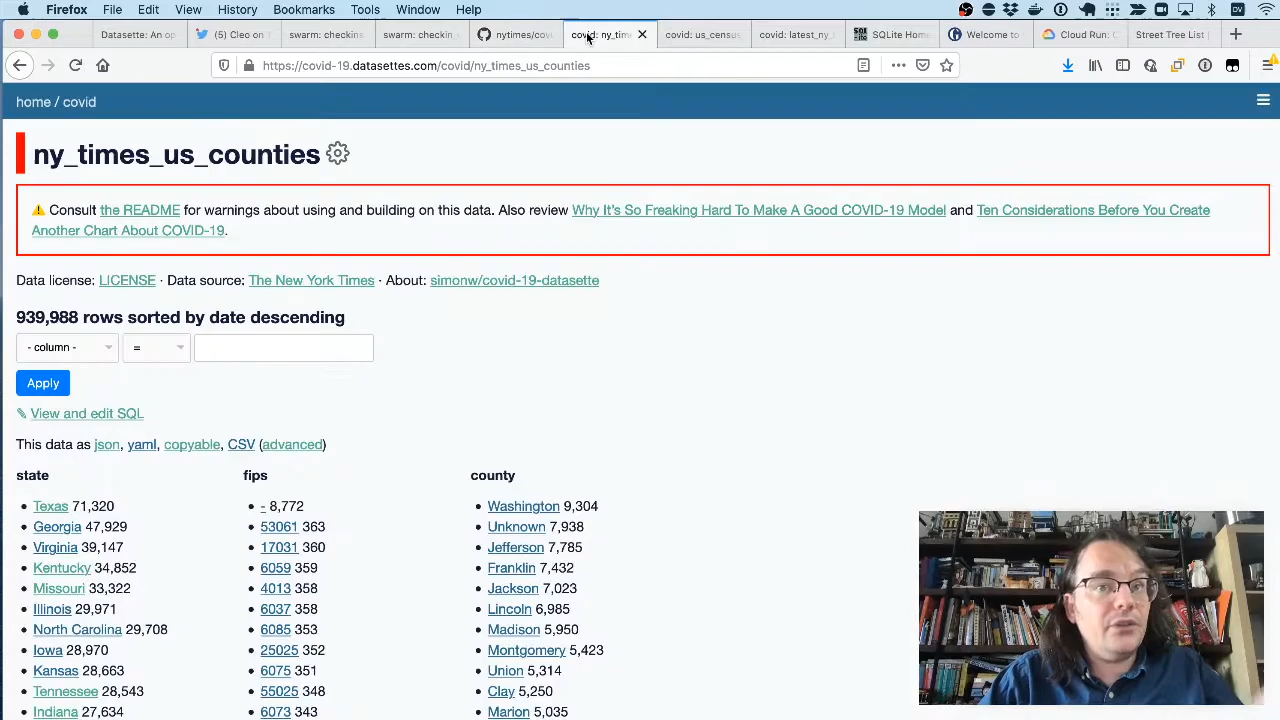 Firefox File Edit View History Bookmarks Tools Window Help
Datasette: An op (5) Cleo on T swarm: checkins swarm: checkin nytimes/covi covid: ny_time covid: us_census covid: latest_ny_ SQLite Home Welcome to Cloud Run: C Street Tree List
https://covid-19.datasettes.com/covid/ny_times_us_counties
home / covid
ny_times_us_counties
Consult the README for warnings about using and building on this data. Also review Why It's So Freaking Hard To Make A Good COVID-19 Model and Ten Considerations Before You Create
Another Chart About COVID-19.
Data license: LICENSE · Data source: The New York Times · About: simonw/covid-19-datasette
939,988 rows sorted by date descending
- column - =
Apply
View and edit SQL
This data as json, yaml, copyable, CSV (advanced)
state fips county
Texas 71,320 - 8,772 Washington 9,304
Georgia 47,929 53061 363 Unknown 7,938
Virginia 39,147 17031 360 Jefferson 7,785
Kentucky 34,852 6059 359 Franklin 7,432
Missouri 33,322 4013 358 Jackson 7,023
Illinois 29,971 6037 358 Lincoln 6,985
North Carolina 29,708 6085 353 Madison 5,950
Iowa 28,970 25025 352 Montgomery 5,423
Kansas 28,663 6075 351 Union 5,314
Tennessee 28,543 55025 348 Clay 5,250
Indiana 27,634 6073 343 Marion 5,035